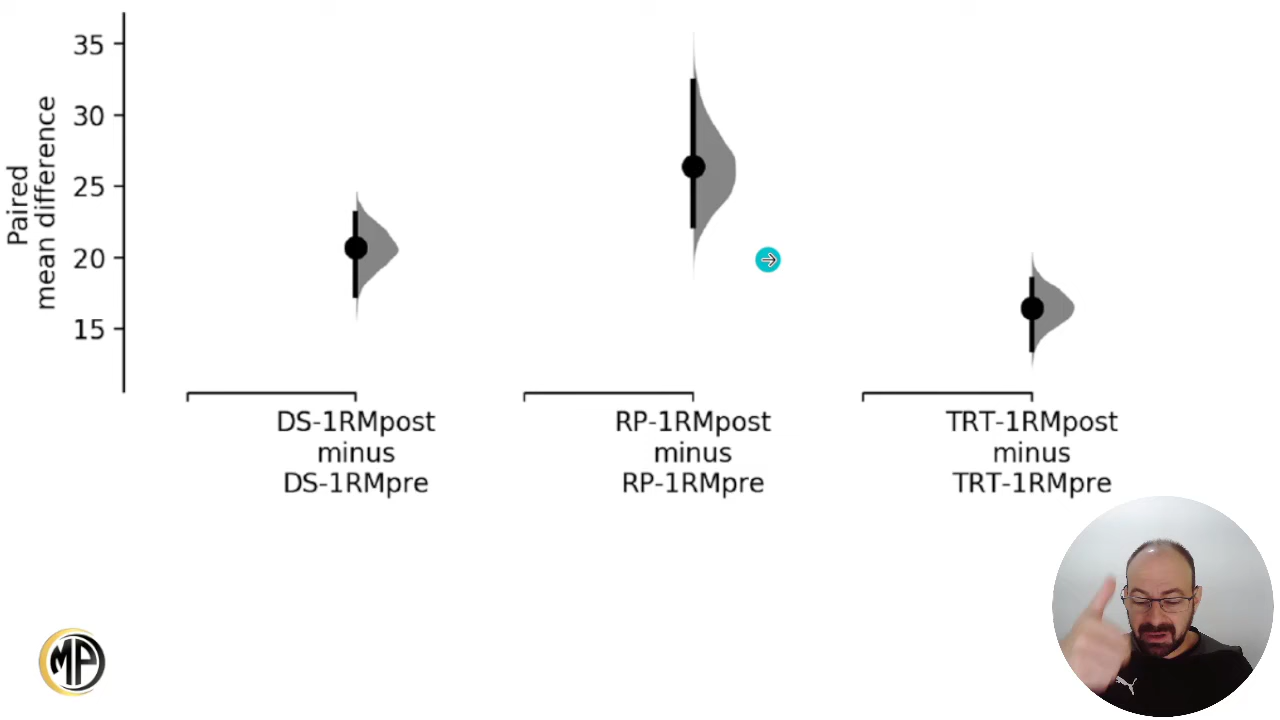 Paired
mean difference
35
30
25
20
15
DS-1RMpost
minus
DS-1RMpre
RP-1RMpost
minus
RP-1RMpre
TRT-1RMpost
minus
TRT-1RMpre
MP